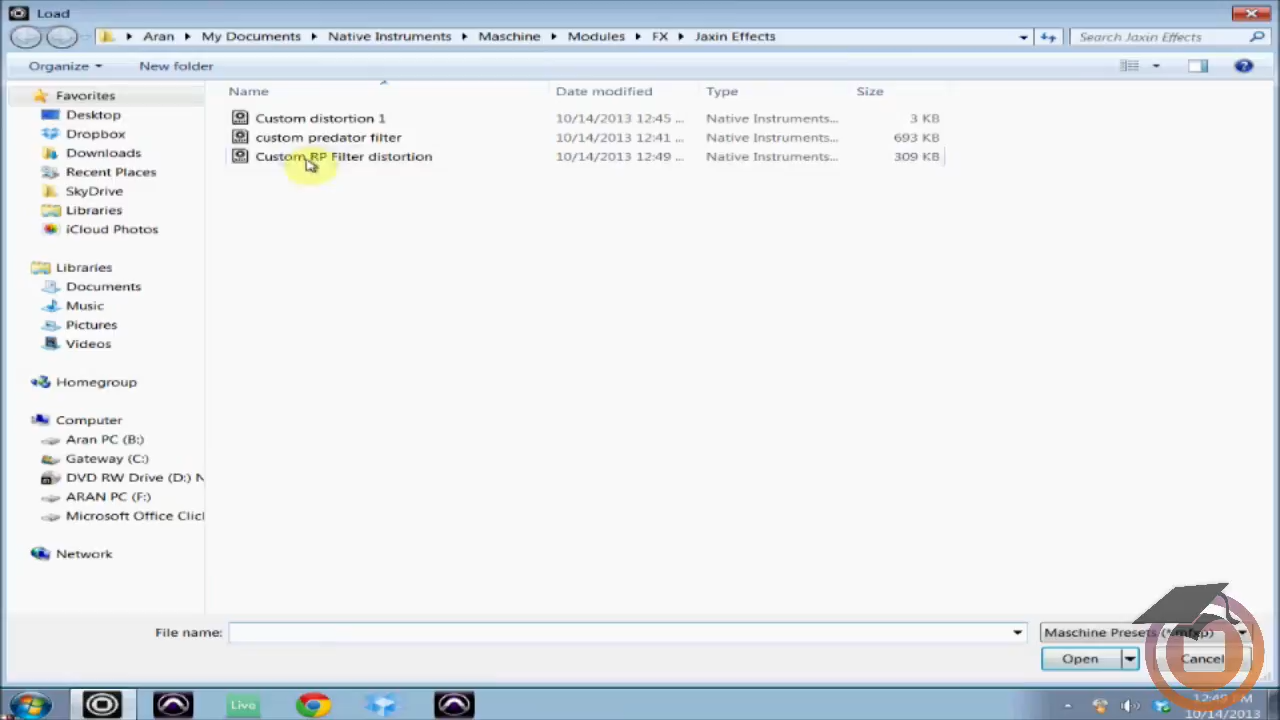 Load
Aran My Documents Native Instruments Maschine Modules FX Jaxin Effects
Search Jaxin Effects
Organize New folder
Name Date modified Type Size
Custom distortion 1 10/14/2013 12:45 ... Native Instruments... 3 KB
custom predator filter 10/14/2013 12:41 ... Native Instruments... 693 KB
Custom RP Filter distortion 10/14/2013 12:49 ... Native Instruments... 309 KB
Favorites
Desktop
Dropbox
Downloads
Recent Places
SkyDrive
Libraries
iCloud Photos
Libraries
Documents
Music
Pictures
Videos
Homegroup
Computer
Aran PC (B:)
Gateway (C:)
DVD RW Drive (D:) N
ARAN PC (F:)
Microsoft Office Clic
Network
File name:
Maschine Presets (*.mfxp)
Open Cancel
Live
12:49 PM
10/14/2013